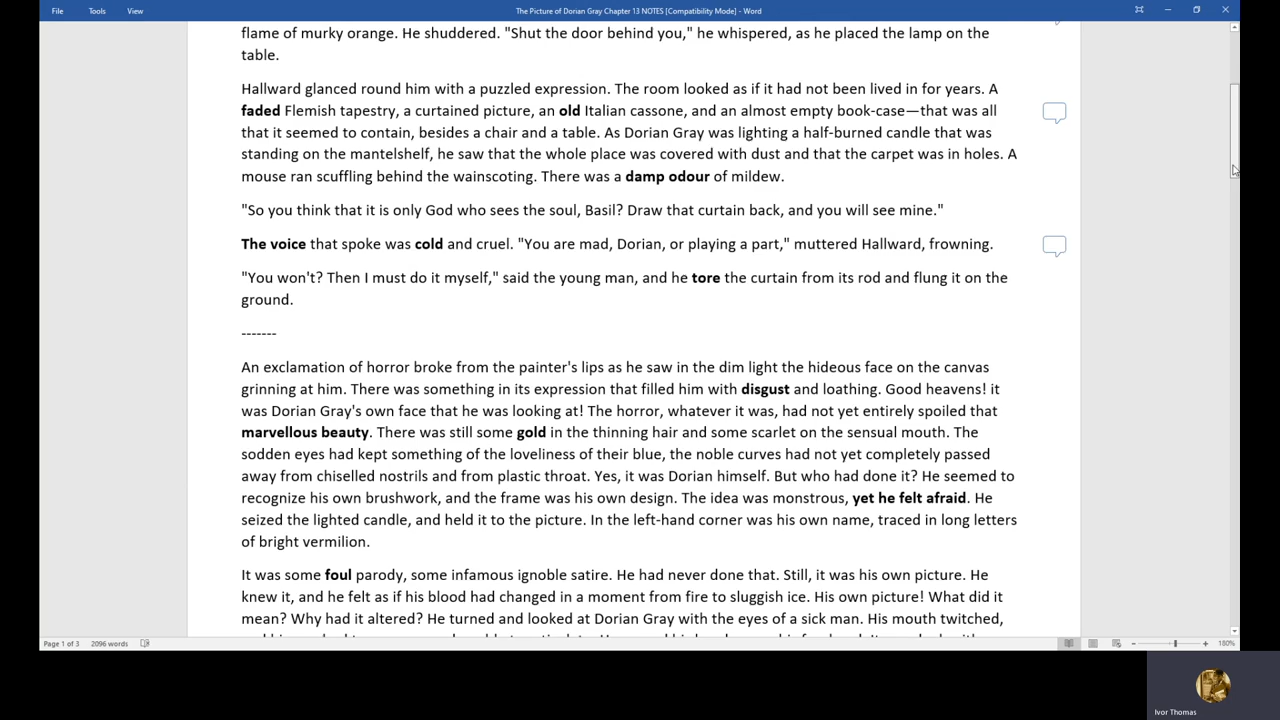 File Tools View The Picture of Dorian Gray Chapter 13 NOTES [Compatibility Mode] - Word
flame of murky orange. He shuddered. "Shut the door behind you," he whispered, as he placed the lamp on the
table.
Hallward glanced round him with a puzzled expression. The room looked as if it had not been lived in for years. A
faded Flemish tapestry, a curtained picture, an old Italian cassone, and an almost empty book-case—that was all
that it seemed to contain, besides a chair and a table. As Dorian Gray was lighting a half-burned candle that was
standing on the mantelshelf, he saw that the whole place was covered with dust and that the carpet was in holes. A
mouse ran scuffling behind the wainscoting. There was a damp odour of mildew.
"So you think that it is only God who sees the soul, Basil? Draw that curtain back, and you will see mine."
The voice that spoke was cold and cruel. "You are mad, Dorian, or playing a part," muttered Hallward, frowning.
"You won't? Then I must do it myself," said the young man, and he tore the curtain from its rod and flung it on the
ground.
-------
An exclamation of horror broke from the painter's lips as he saw in the dim light the hideous face on the canvas
grinning at him. There was something in its expression that filled him with disgust and loathing. Good heavens! it
was Dorian Gray's own face that he was looking at! The horror, whatever it was, had not yet entirely spoiled that
marvellous beauty. There was still some gold in the thinning hair and some scarlet on the sensual mouth. The
sodden eyes had kept something of the loveliness of their blue, the noble curves had not yet completely passed
away from chiselled nostrils and from plastic throat. Yes, it was Dorian himself. But who had done it? He seemed to
recognize his own brushwork, and the frame was his own design. The idea was monstrous, yet he felt afraid. He
seized the lighted candle, and held it to the picture. In the left-hand corner was his own name, traced in long letters
of bright vermilion.
It was some foul parody, some infamous ignoble satire. He had never done that. Still, it was his own picture. He
knew it, and he felt as if his blood had changed in a moment from fire to sluggish ice. His own picture! What did it
mean? Why had it altered? He turned and looked at Dorian Gray with the eyes of a sick man. His mouth twitched,
Page 1 of 3 2096 words 180%
Ivor Thomas